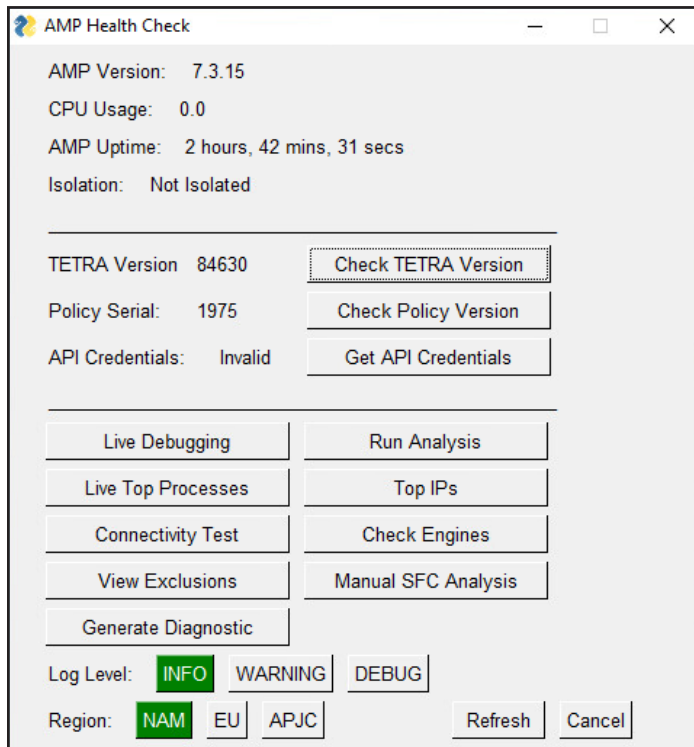 AMP Health Check
AMP Version: 7.3.15
CPU Usage: 0.0
AMP Uptime: 2 hours, 42 mins, 31 secs
Isolation: Not Isolated
TETRA Version 84630 Check TETRA Version
Policy Serial: 1975 Check Policy Version
API Credentials: Invalid Get API Credentials
Live Debugging Run Analysis
Live Top Processes Top IPs
Connectivity Test Check Engines
View Exclusions Manual SFC Analysis
Generate Diagnostic
Log Level: INFO WARNING DEBUG
Region: NAM EU APJC Refresh Cancel